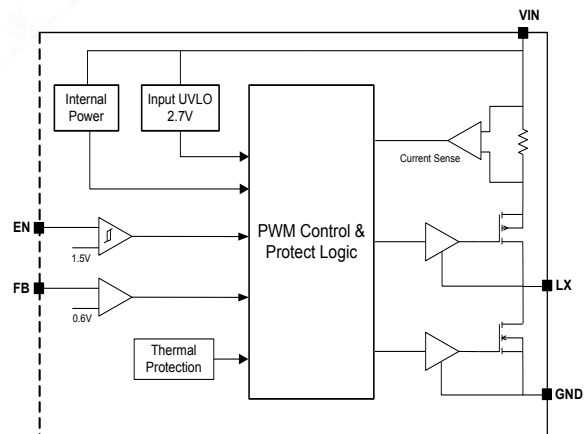 VIN
Internal
Power
Input UVLO
2.7V
Current Sense
EN
1.5V
PWM Control &
Protect Logic
FB
0.6V
LX
Thermal
Protection
GND